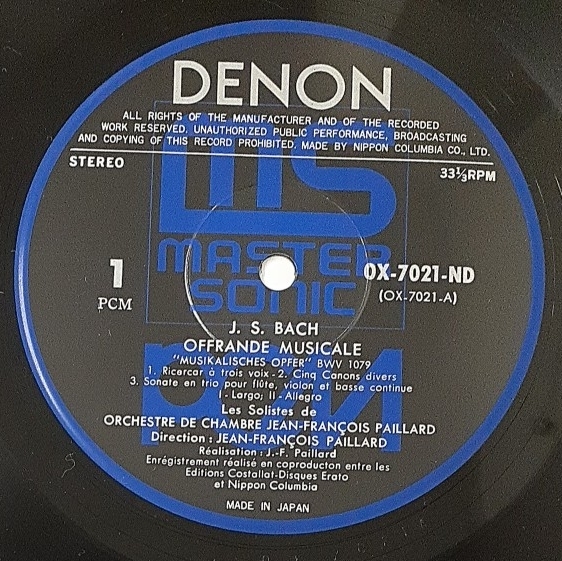 DENON
ALL RIGHTS OF THE MANUFACTURER AND OF THE RECORDED
WORK RESERVED. UNAUTHORIZED PUBLIC PERFORMANCE, BROADCASTING
AND COPYING OF THIS RECORD PROHIBITED. MADE BY NIPPON COLUMBIA CO., LTD.
STEREO
33⅓RPM
MS
MASTER
SONIC
1
PCM
OX-7021-ND
(OX-7021-A)
PCM
J. S. BACH
OFFRANDE MUSICALE
"MUSIKALISCHES OPFER" BWV 1079
1. Ricercar à trois voix - 2. Cinq Canons divers
3. Sonate en trio pour flûte, violon et basse continue
I - Largo; II - Allegro
Les Solistes de
ORCHESTRE DE CHAMBRE JEAN-FRANÇOIS PAILLARD
Direction : JEAN-FRANÇOIS PAILLARD
Réalisation : J.-F. Paillard
Enrégistrement réalisé en coproducton entre les
Editions Costallat-Disques Erato
et Nippon Columbia
MADE IN JAPAN